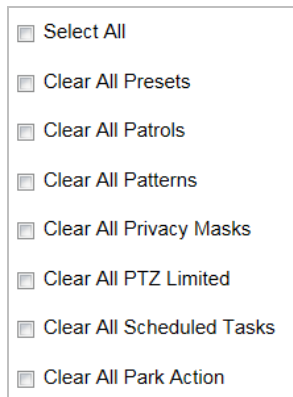 Select All
Clear All Presets
Clear All Patrols
Clear All Patterns
Clear All Privacy Masks
Clear All PTZ Limited
Clear All Scheduled Tasks
Clear All Park Action